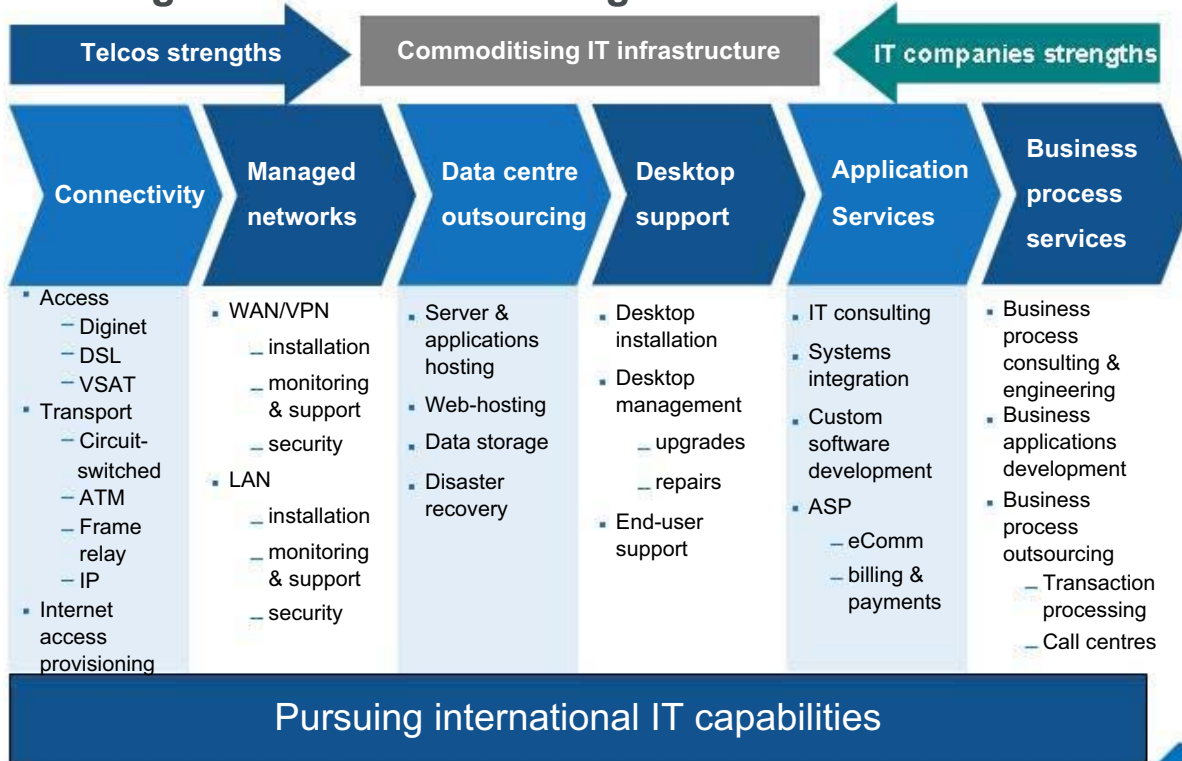 Telcos strengths
Commoditising IT infrastructure
IT companies strengths
Connectivity
Managed
networks
Data centre
outsourcing
Desktop
support
Application
Services
Business
process
services
▪ Access
– Diginet
– DSL
– VSAT
▪ Transport
– Circuit-
switched
– ATM
– Frame
relay
– IP
▪ Internet
access
provisioning
▪ WAN/VPN
– installation
– monitoring
& support
– security
▪ LAN
– installation
– monitoring
& support
– security
▪ Server &
applications
hosting
▪ Web-hosting
▪ Data storage
▪ Disaster
recovery
▪ Desktop
installation
▪ Desktop
management
– upgrades
– repairs
▪ End-user
support
▪ IT consulting
▪ Systems
integration
▪ Custom
software
development
▪ ASP
– eComm
– billing &
payments
▪ Business
process
consulting &
engineering
▪ Business
applications
development
▪ Business
process
outsourcing
– Transaction
processing
– Call centres
Pursuing international IT capabilities